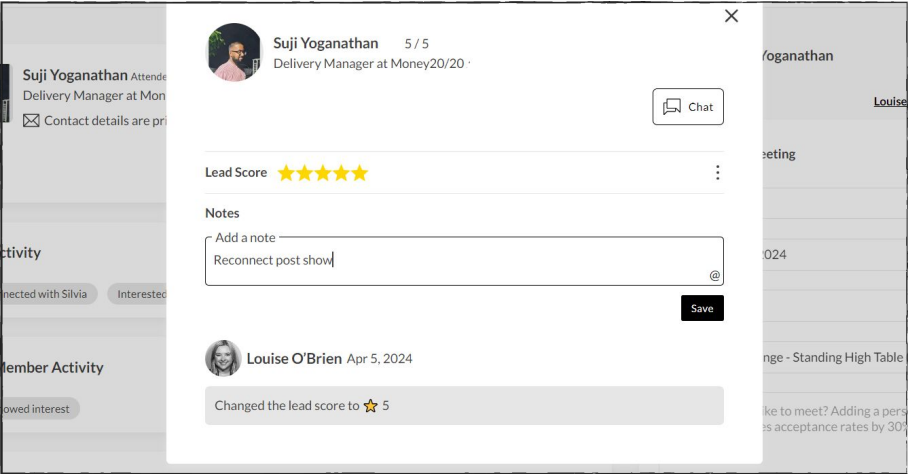 Suji Yoganathan 5 / 5
Delivery Manager at Money20/20
Chat
Lead Score
Notes
Add a note
Reconnect post show
@
Save
Louise O'Brien Apr 5, 2024
Changed the lead score to ⭐ 5
Suji Yoganathan Attende
Delivery Manager at Mon
Contact details are pri
ctivity
nected with Silvia Interested
Member Activity
owed interest
Yoganathan
Louise
eeting
2024
nge - Standing High Table
ke to meet? Adding a pers
es acceptance rates by 30%